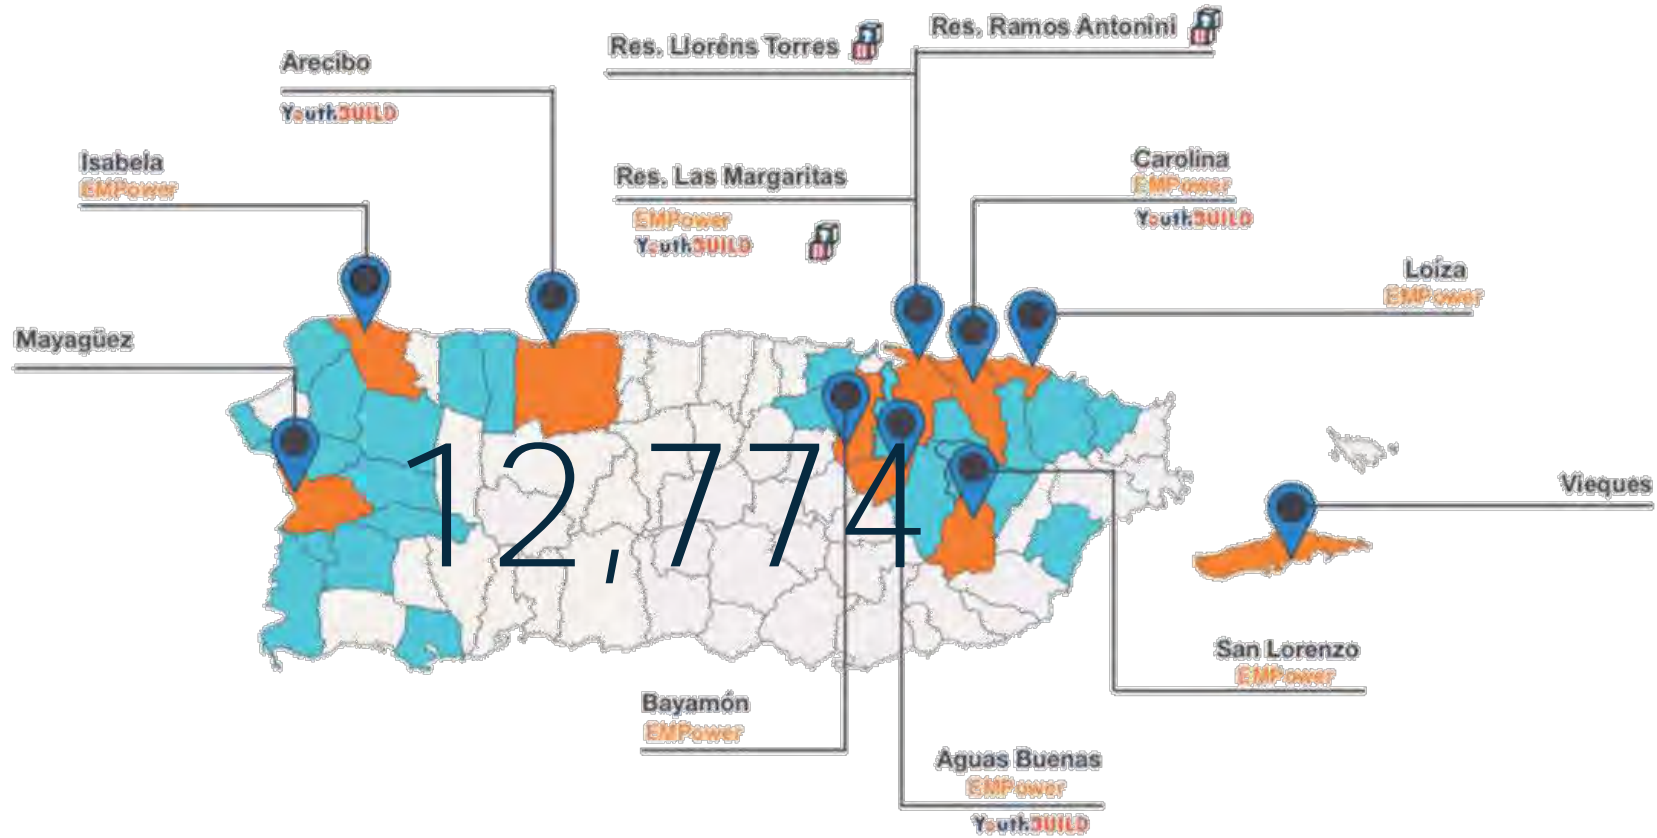 Res. Ramos Antonini
Res. Lloréns Torres
Arecibo
YouthBUILD
Isabela
EMPower
Res. Las Margaritas
EMPower
YouthBUILD
Carolina
EMPower
YouthBUILD
Loíza
EMPower
Mayagüez
12,774
Vieques
San Lorenzo
EMPower
Bayamón
EMPower
Aguas Buenas
EMPower
YouthBUILD